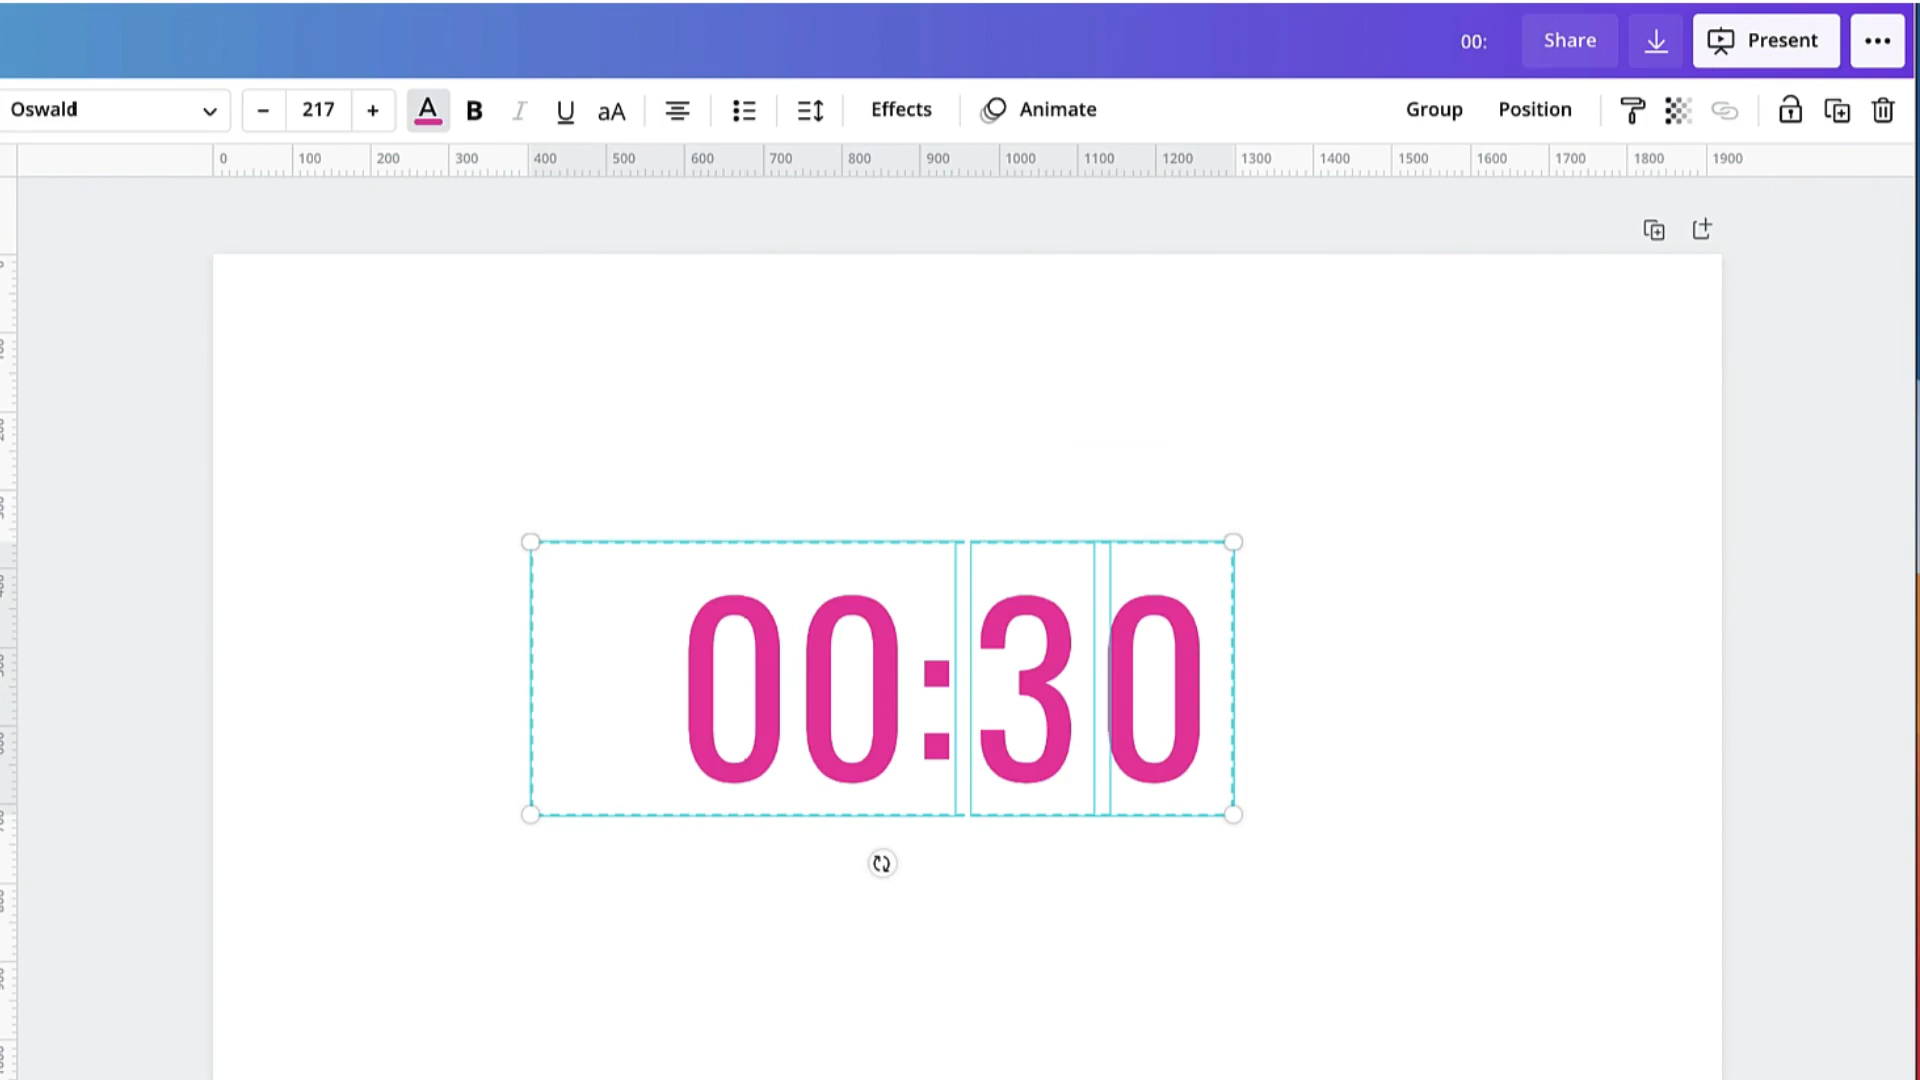 00: Share Present
Oswald - 217 + A B I U aA Effects Animate Group Position
0 100 200 300 400 500 600 700 800 900 1000 1100 1200 1300 1400 1500 1600 1700 1800 1900
00:30